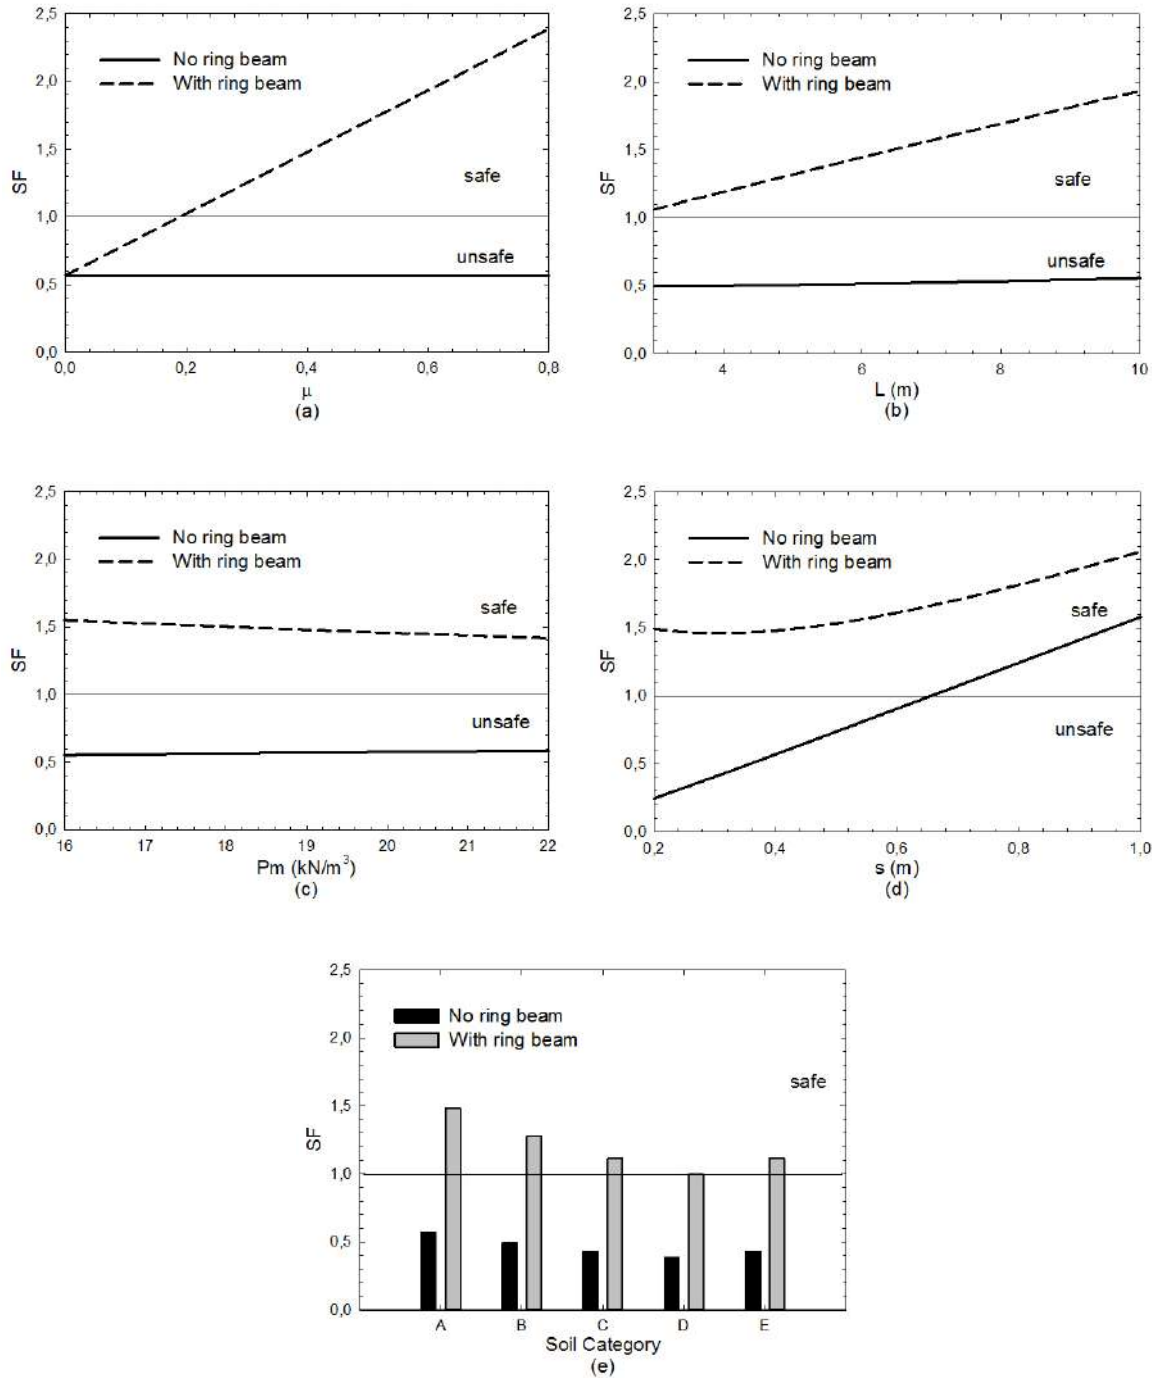 2,5
2,0
1,5
1,0
0,5
0,0
SF
No ring beam
With ring beam
safe
unsafe
0,0 0,2 0,4 0,6 0,8
μ
(a)
2,5
2,0
1,5
1,0
0,5
0,0
SF
No ring beam
With ring beam
safe
unsafe
4 6 8 10
L (m)
(b)
2,5
2,0
1,5
1,0
0,5
0,0
SF
No ring beam
With ring beam
safe
unsafe
16 17 18 19 20 21 22
Pm (kN/m³)
(c)
2,5
2,0
1,5
1,0
0,5
0,0
SF
No ring beam
With ring beam
safe
unsafe
0,2 0,4 0,6 0,8 1,0
s (m)
(d)
2,5
2,0
1,5
1,0
0,5
0,0
SF
No ring beam
With ring beam
safe
A B C D E
Soil Category
(e)